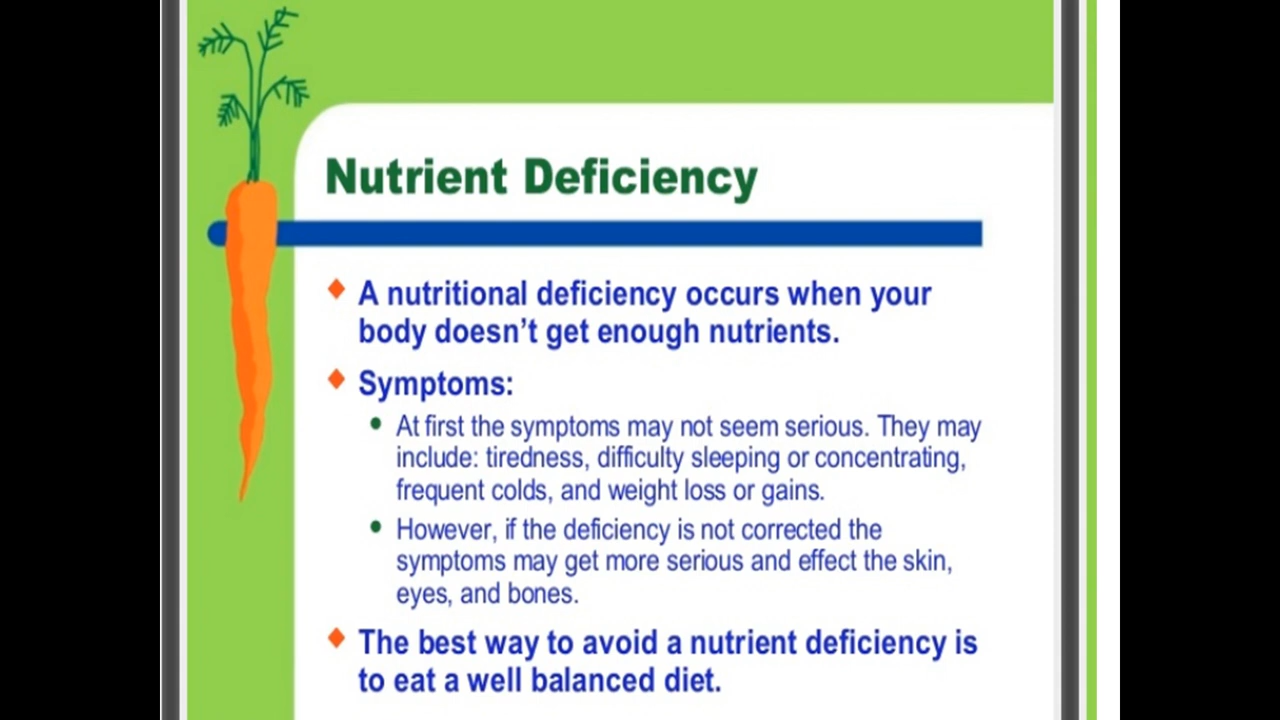 Nutrient Deficiency
A nutritional deficiency occurs when your
body doesn't get enough nutrients.
Symptoms:
At first the symptoms may not seem serious. They may
include: tiredness, difficulty sleeping or concentrating,
frequent colds, and weight loss or gains.
However, if the deficiency is not corrected the
symptoms may get more serious and effect the skin,
eyes, and bones.
The best way to avoid a nutrient deficiency is
to eat a well balanced diet.